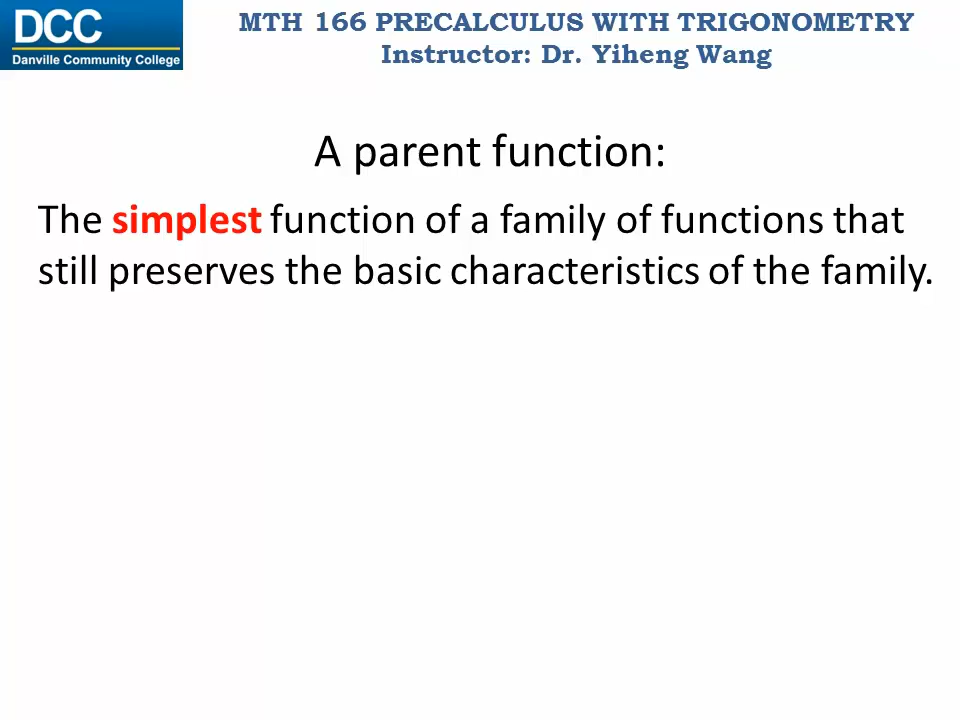 DCC
Danville Community College
MTH 166 PRECALCULUS WITH TRIGONOMETRY
Instructor: Dr. Yiheng Wang
A parent function:
The simplest function of a family of functions that
still preserves the basic characteristics of the family.